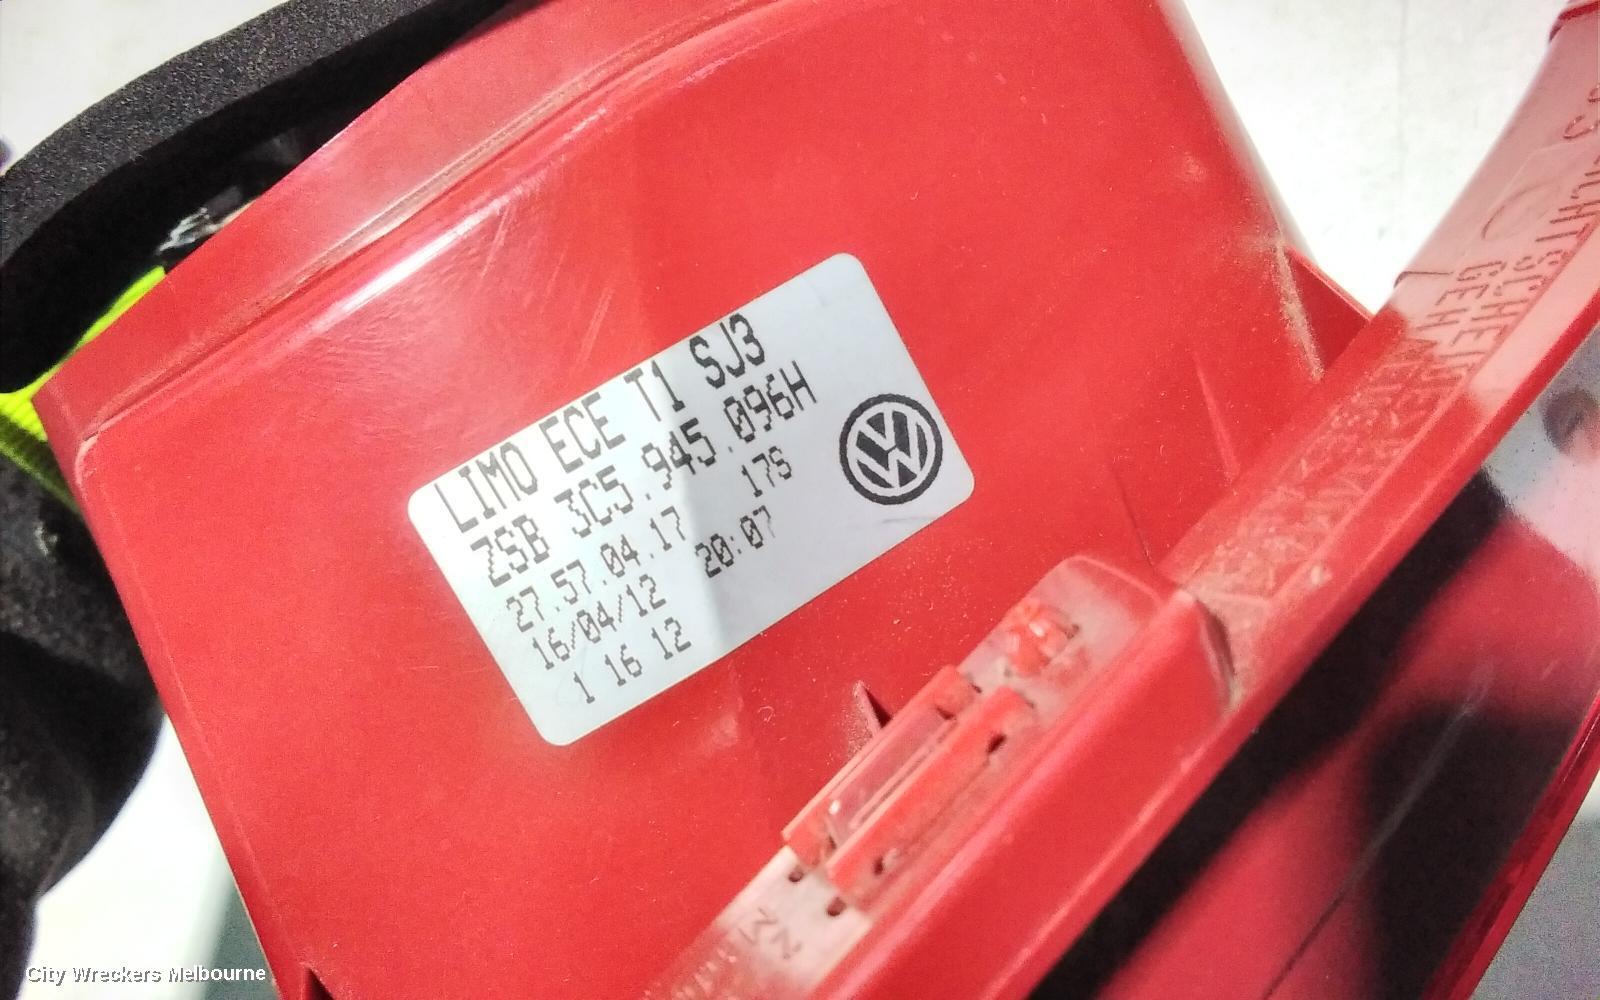 LIMO ECE T1 SJ3
ZSB 3C5.945.096H
27.57.04.17 17S
16/04/12 20:07
1 16 12
City Wreckers Melbourne